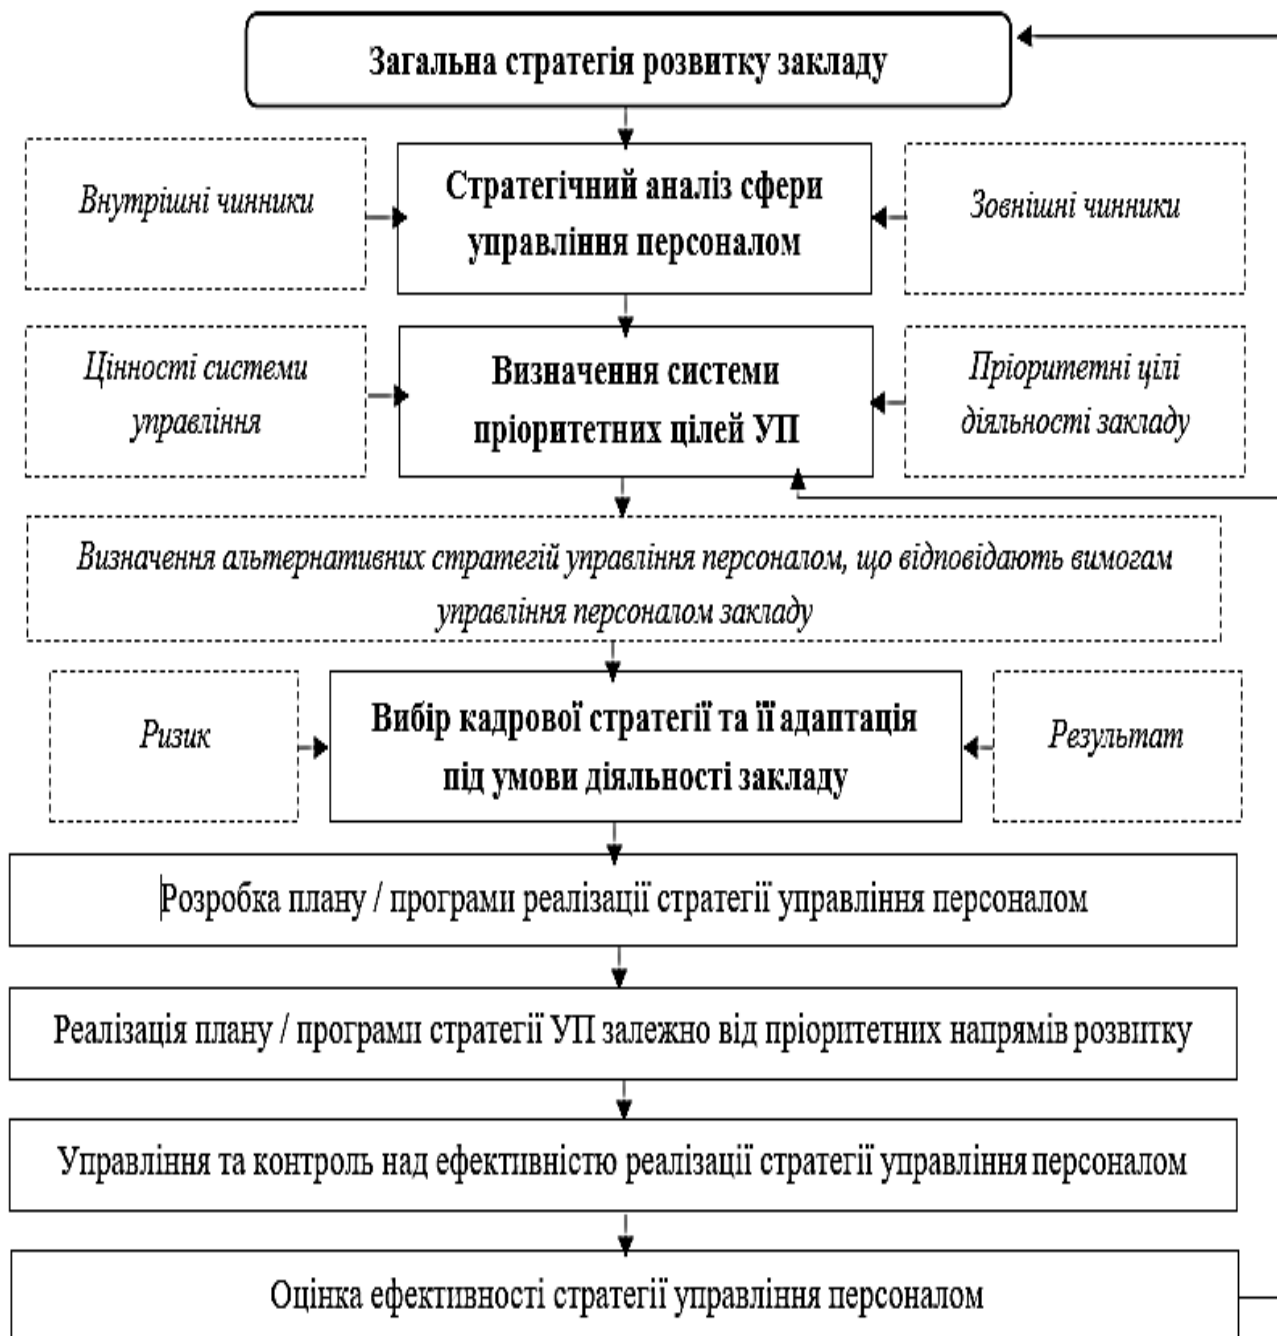 Загальна стратегія розвитку закладу
Внутрішні чинники
Стратегічний аналіз сфери
управління персоналом
Зовнішні чинники
Цінності системи
управління
Визначення системи
пріоритетних цілей УП
Пріоритетні цілі
діяльності закладу
Визначення альтернативних стратегій управління персоналом, що відповідають вимогам
управління персоналом закладу
Ризик
Вибір кадрової стратегії та її адаптація
під умови діяльності закладу
Результат
Розробка плану / програми реалізації стратегії управління персоналом
Реалізація плану / програми стратегії УП залежно від пріоритетних напрямів розвитку
Управління та контроль над ефективністю реалізації стратегії управління персоналом
Оцінка ефективності стратегії управління персоналом